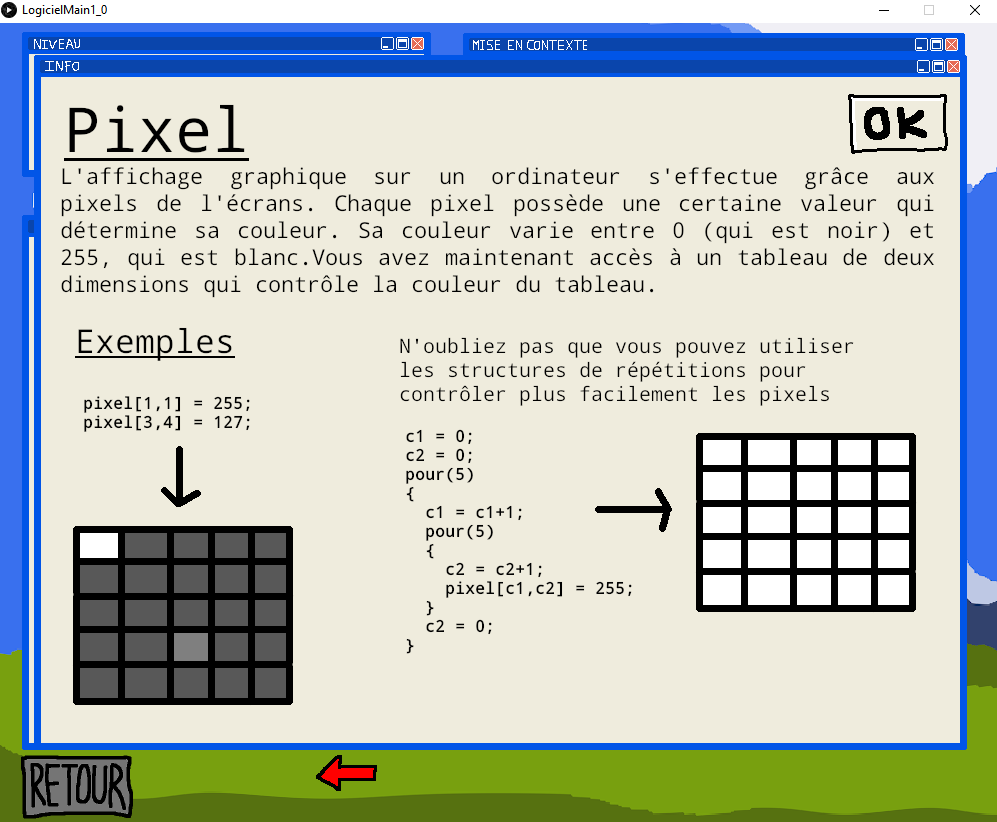 LogicielMain1_0
NIVEAU
MISE EN CONTEXTE
INFO
Pixel
OK
L'affichage graphique sur un ordinateur s'effectue grâce aux
pixels de l'écrans. Chaque pixel possède une certaine valeur qui
détermine sa couleur. Sa couleur varie entre 0 (qui est noir) et
255, qui est blanc.Vous avez maintenant accès à un tableau de deux
dimensions qui contrôle la couleur du tableau.
Exemples
pixel[1,1] = 255;
pixel[3,4] = 127;
N'oubliez pas que vous pouvez utiliser
les structures de répétitions pour
contrôler plus facilement les pixels
c1 = 0;
c2 = 0;
pour(5)
{
c1 = c1+1;
pour(5)
{
c2 = c2+1;
pixel[c1,c2] = 255;
}
c2 = 0;
}
RETOUR